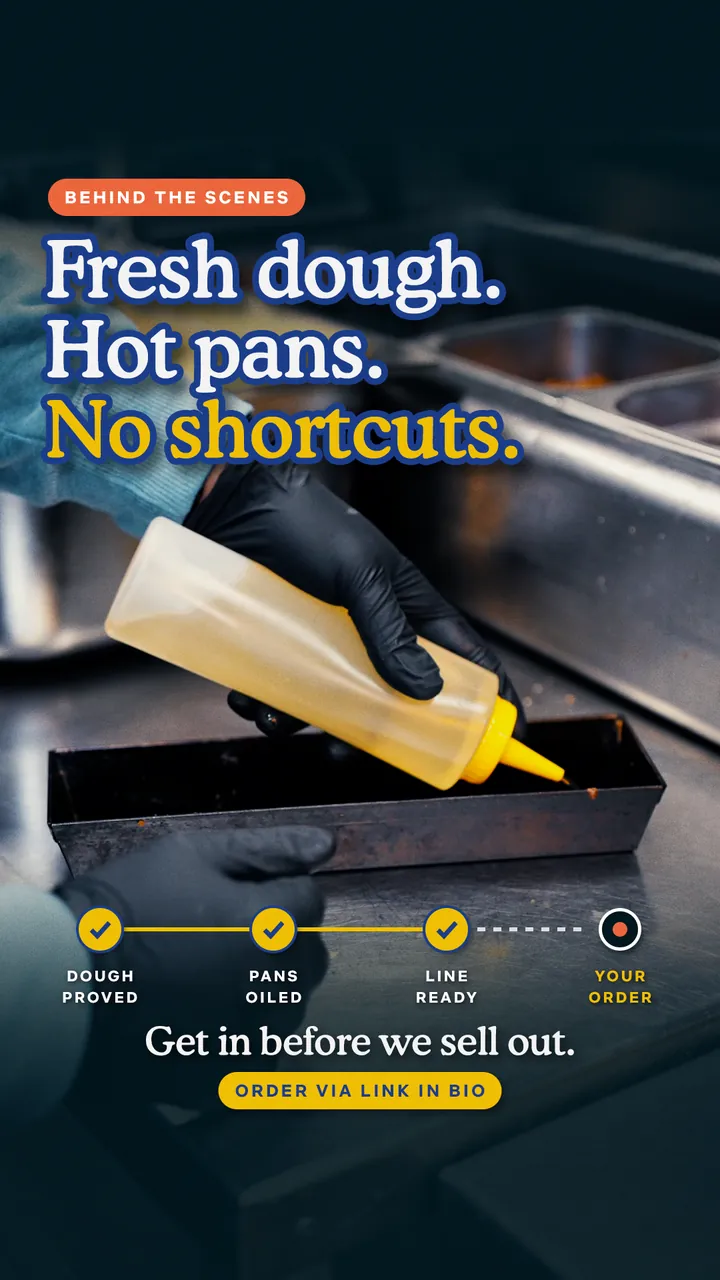 BEHIND THE SCENES
Fresh dough.
Hot pans.
No shortcuts.
DOUGH PROVED
PANS OILED
LINE READY
YOUR ORDER
Get in before we sell out.
ORDER VIA LINK IN BIO